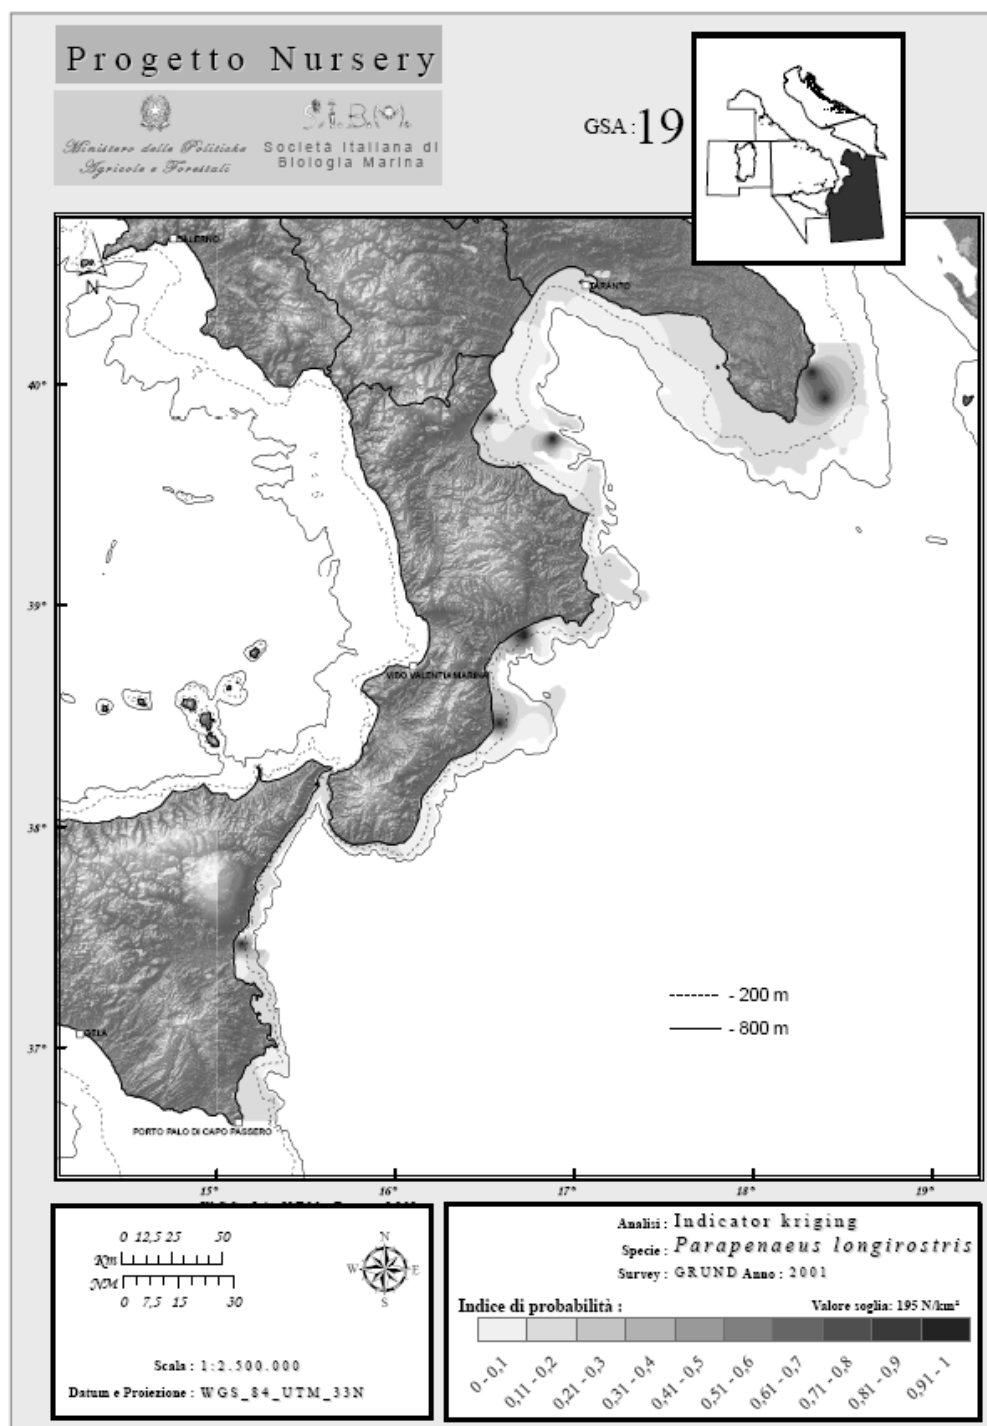 Progetto Nursery
Ministero delle Politiche
Agricole e Forestali
S.I.B.M.
Società Italiana di
Biologia Marina
GSA : 19
SALERNO
N
TARANTO
40°
39°
VIBO VALENTIA MARINA
38°
37°
GELA
PORTO PALO DI CAPO PASSERO
- 200 m
- 800 m
15°
16°
17°
18°
19°
0 12,5 25 50
Km
NM
0 7,5 15 30
N
W E
S
Scala : 1:2.500.000
Datum e Proiezione : WGS_84_UTM_33N
Analisi : Indicator kriging
Specie : Parapenaeus longirostris
Survey : GRUND Anno : 2001
Indice di probabilità :
Valore soglia: 195 N/km²
0 - 0,1
0,11 - 0,2
0,21 - 0,3
0,31 - 0,4
0,41 - 0,5
0,51 - 0,6
0,61 - 0,7
0,71 - 0,8
0,81 - 0,9
0,91 - 1